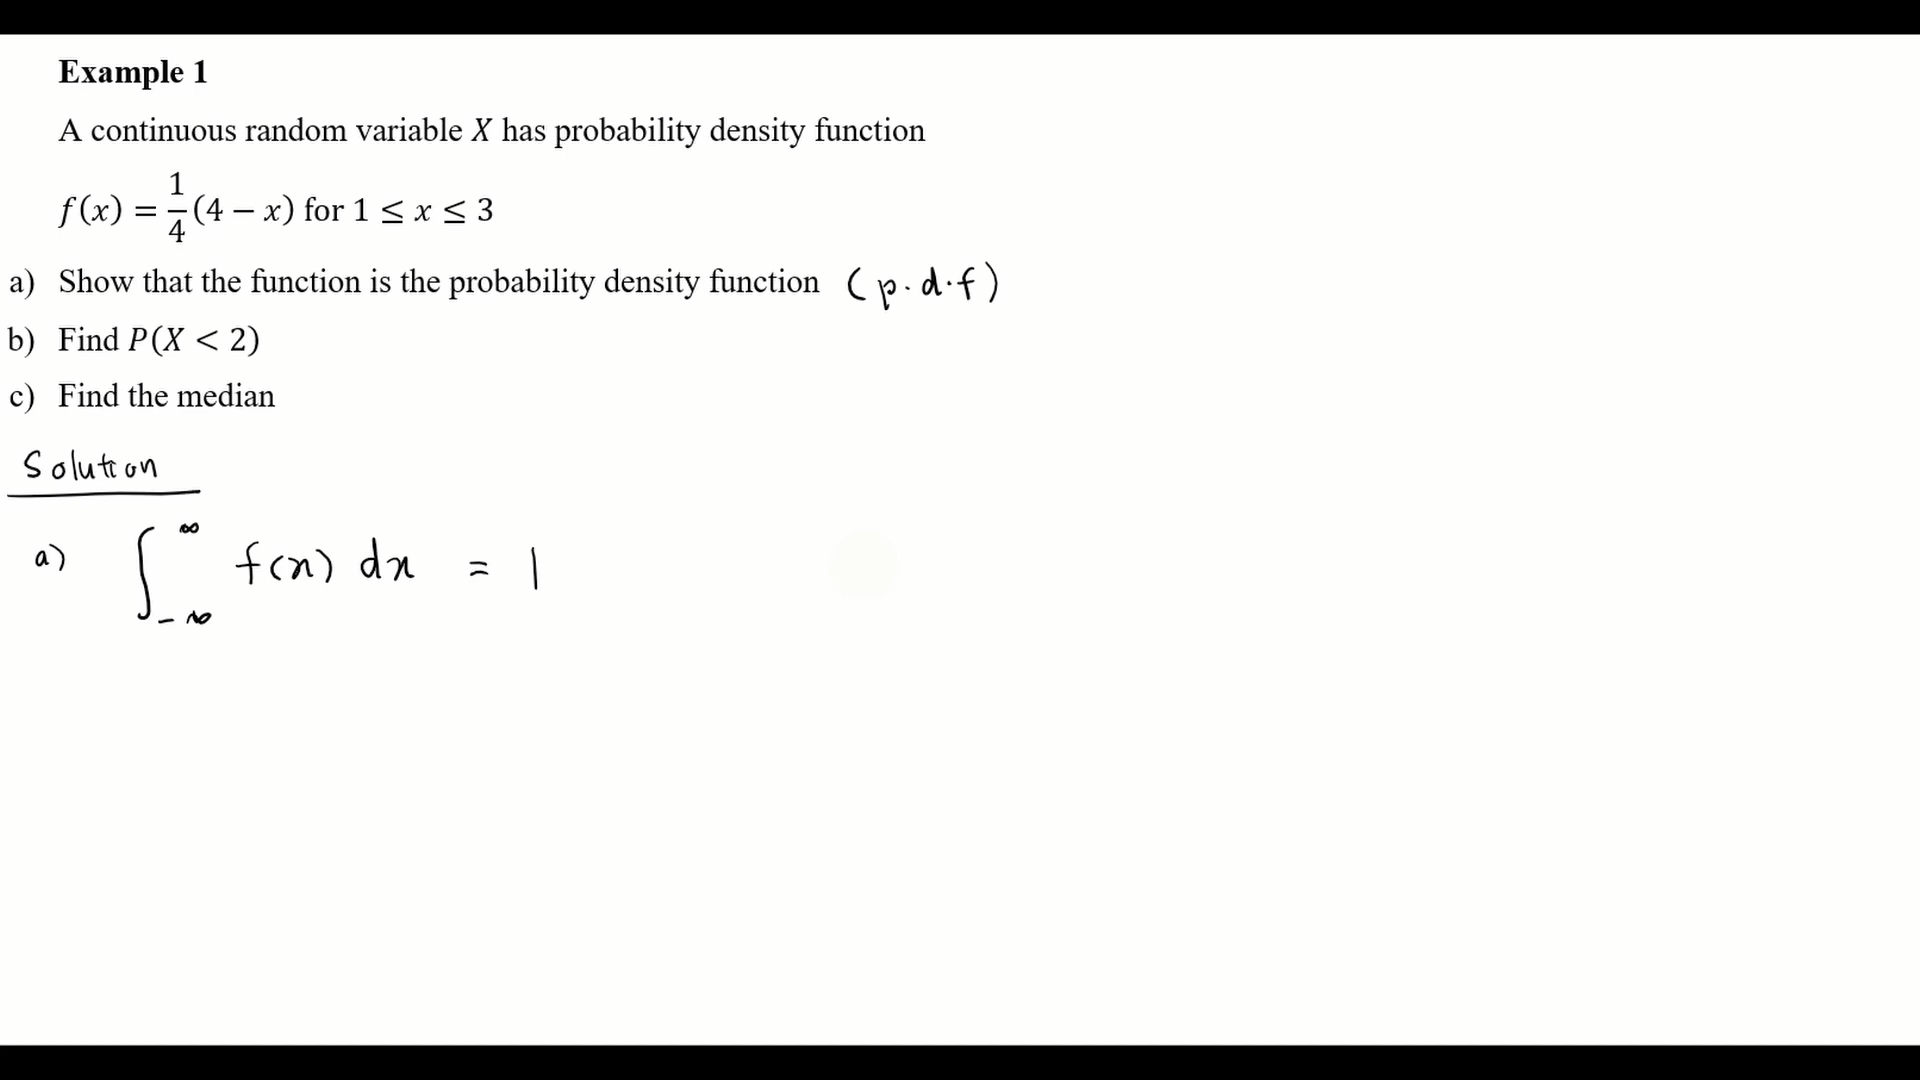 Example 1
A continuous random variable X has probability density function
f(x) = 1/4 (4 − x) for 1 ≤ x ≤ 3
a) Show that the function is the probability density function (p.d.f)
b) Find P(X < 2)
c) Find the median
Solution
a) ∫_{-∞}^{∞} f(x) dx = 1